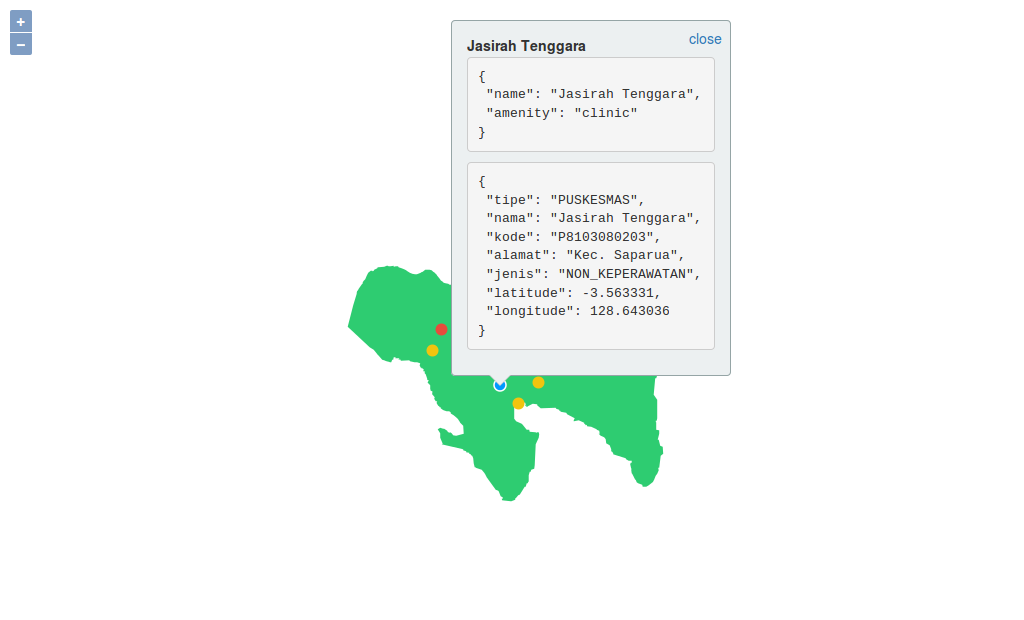 +
−
Jasirah Tenggara
close
{
"name": "Jasirah Tenggara",
"amenity": "clinic"
}
{
"tipe": "PUSKESMAS",
"nama": "Jasirah Tenggara",
"kode": "P8103080203",
"alamat": "Kec. Saparua",
"jenis": "NON_KEPERAWATAN",
"latitude": -3.563331,
"longitude": 128.643036
}